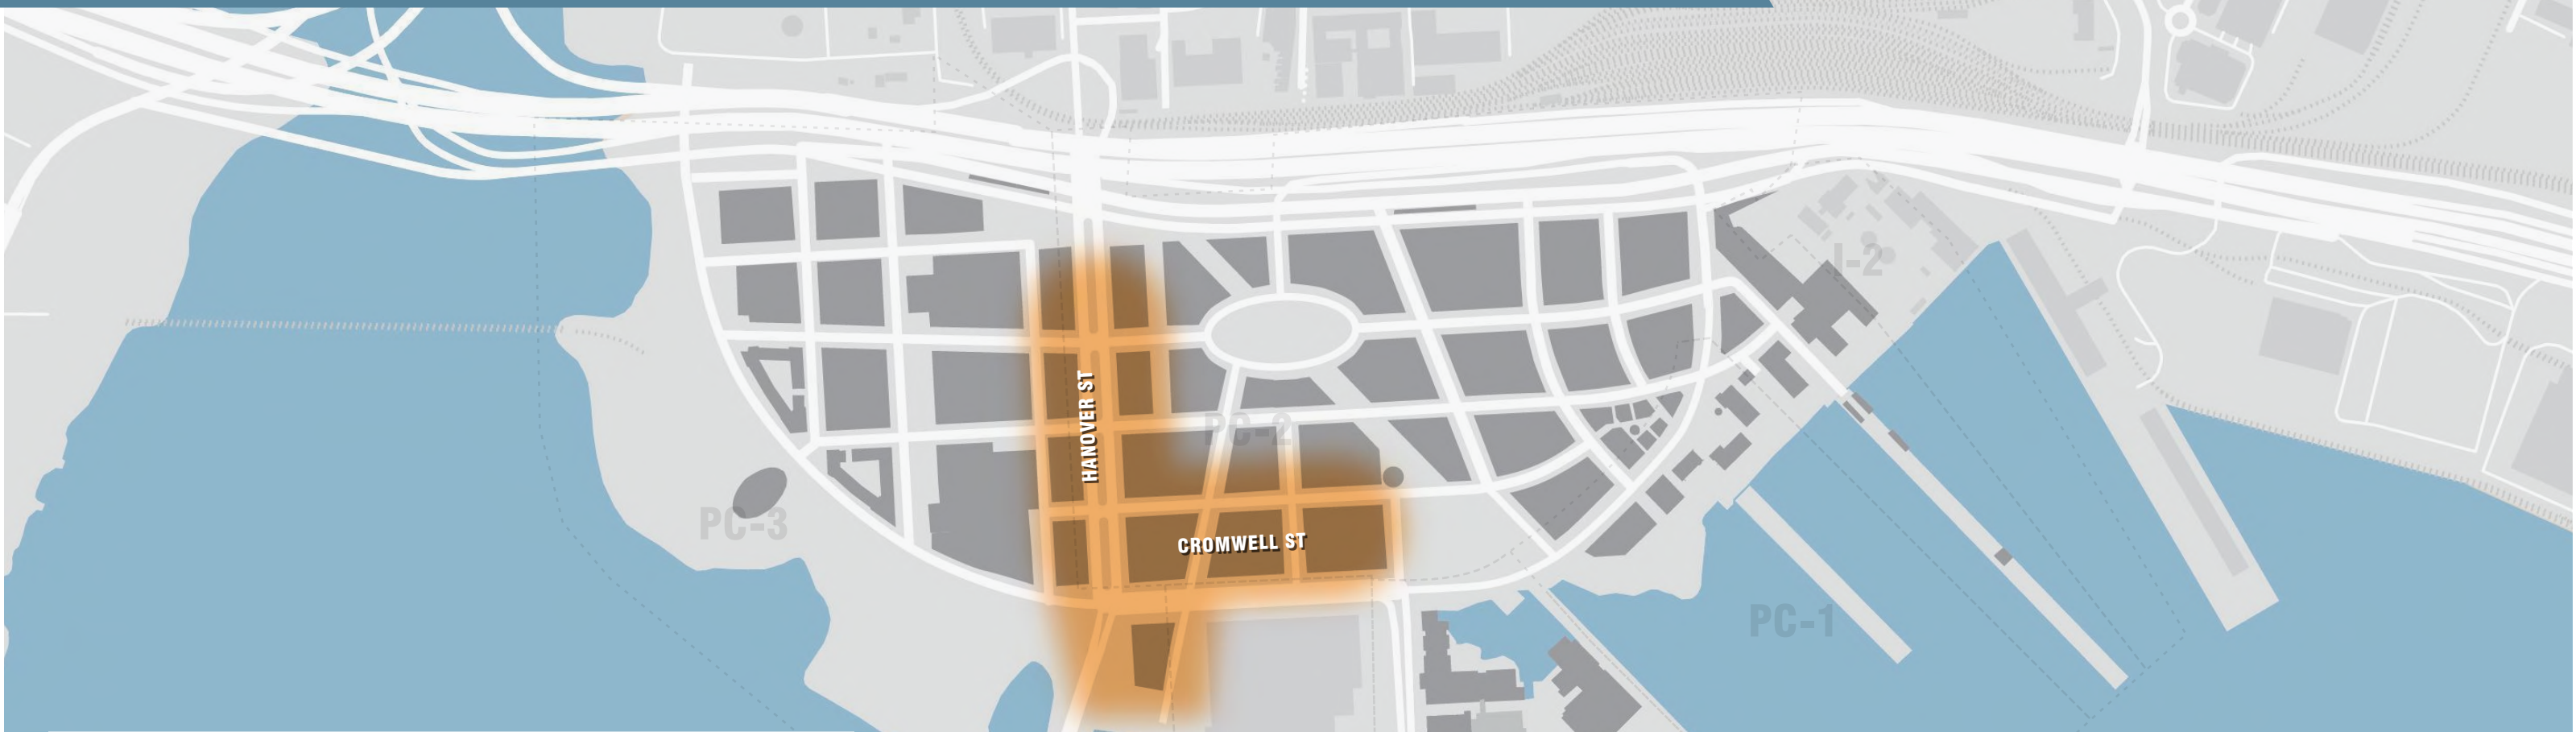 I-2
HANOVER ST
PC-2
PC-3
CROMWELL ST
PC-1